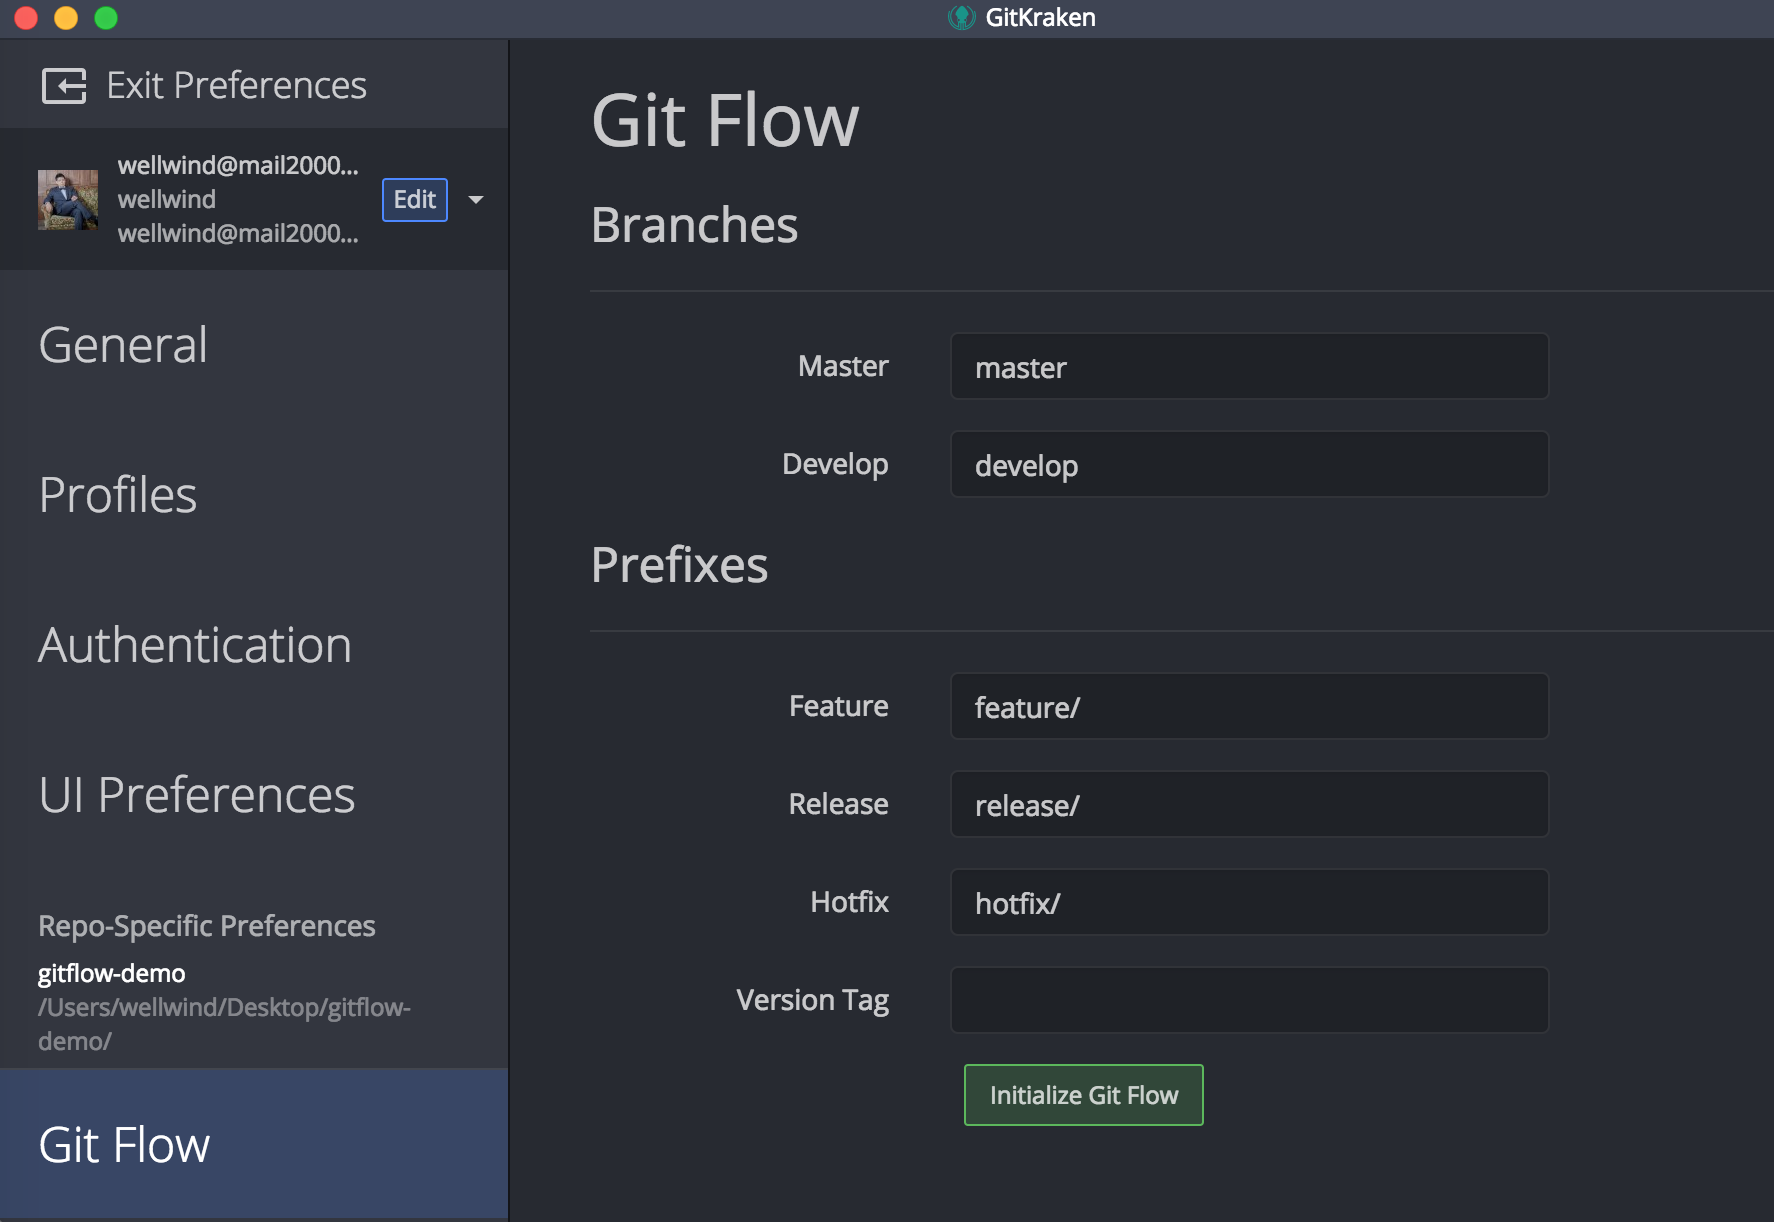 GitKraken
Exit Preferences
wellwind@mail2000...
wellwind
wellwind@mail2000...
Edit
General
Profiles
Authentication
UI Preferences
Repo-Specific Preferences
gitflow-demo
/Users/wellwind/Desktop/gitflow-
demo/
Git Flow
Git Flow
Branches
Master master
Develop develop
Prefixes
Feature feature/
Release release/
Hotfix hotfix/
Version Tag
Initialize Git Flow